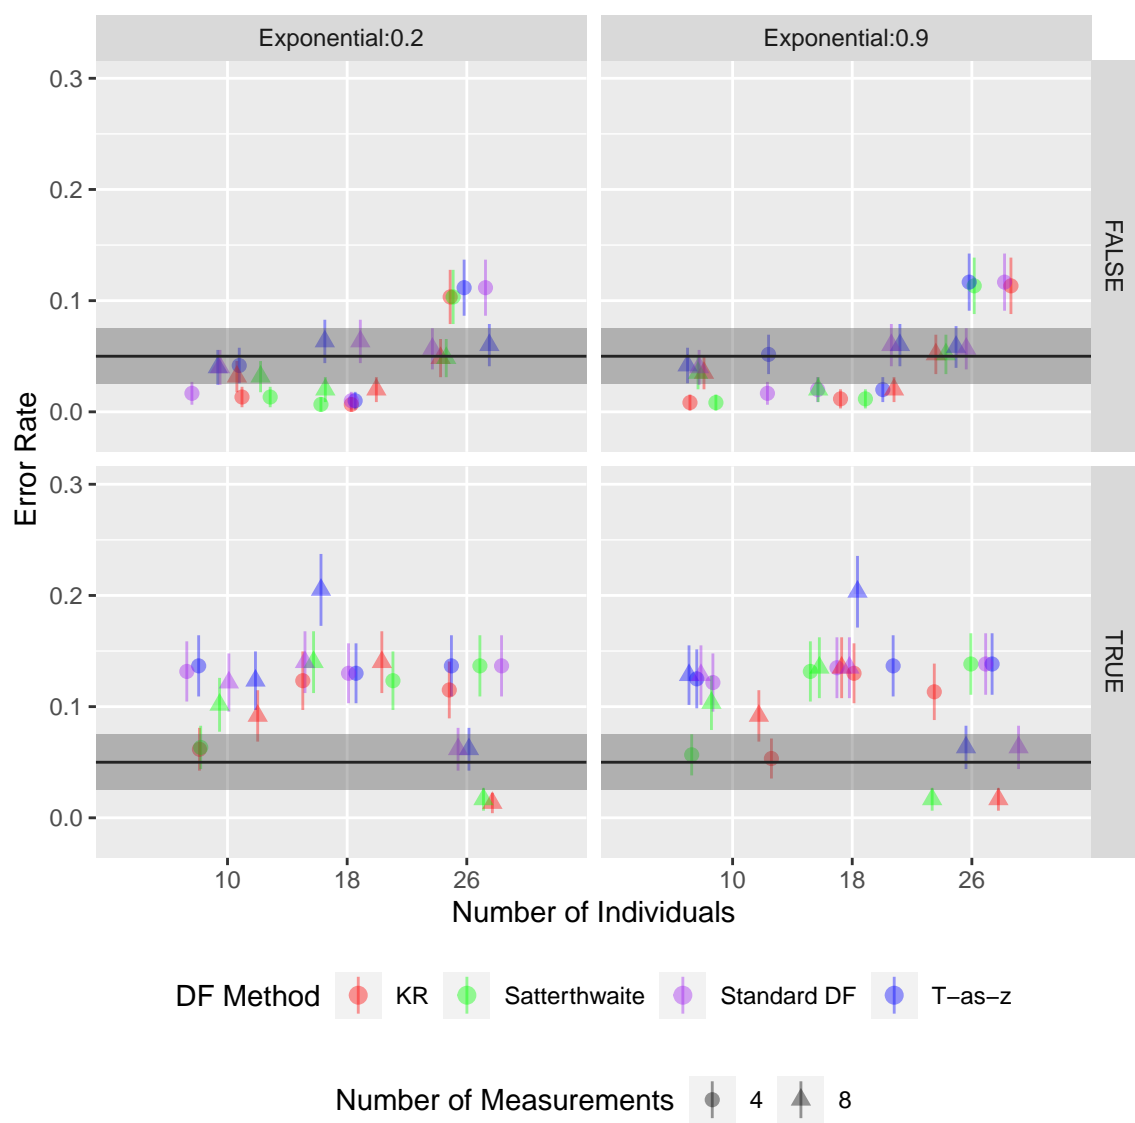 Exponential:0.2
Exponential:0.9
0.3
0.2
0.1
0.0
FALSE
Error Rate
0.3
0.2
0.1
0.0
TRUE
10 18 26
10 18 26
Number of Individuals
DF Method KR Satterthwaite Standard DF T−as−z
Number of Measurements 4 8